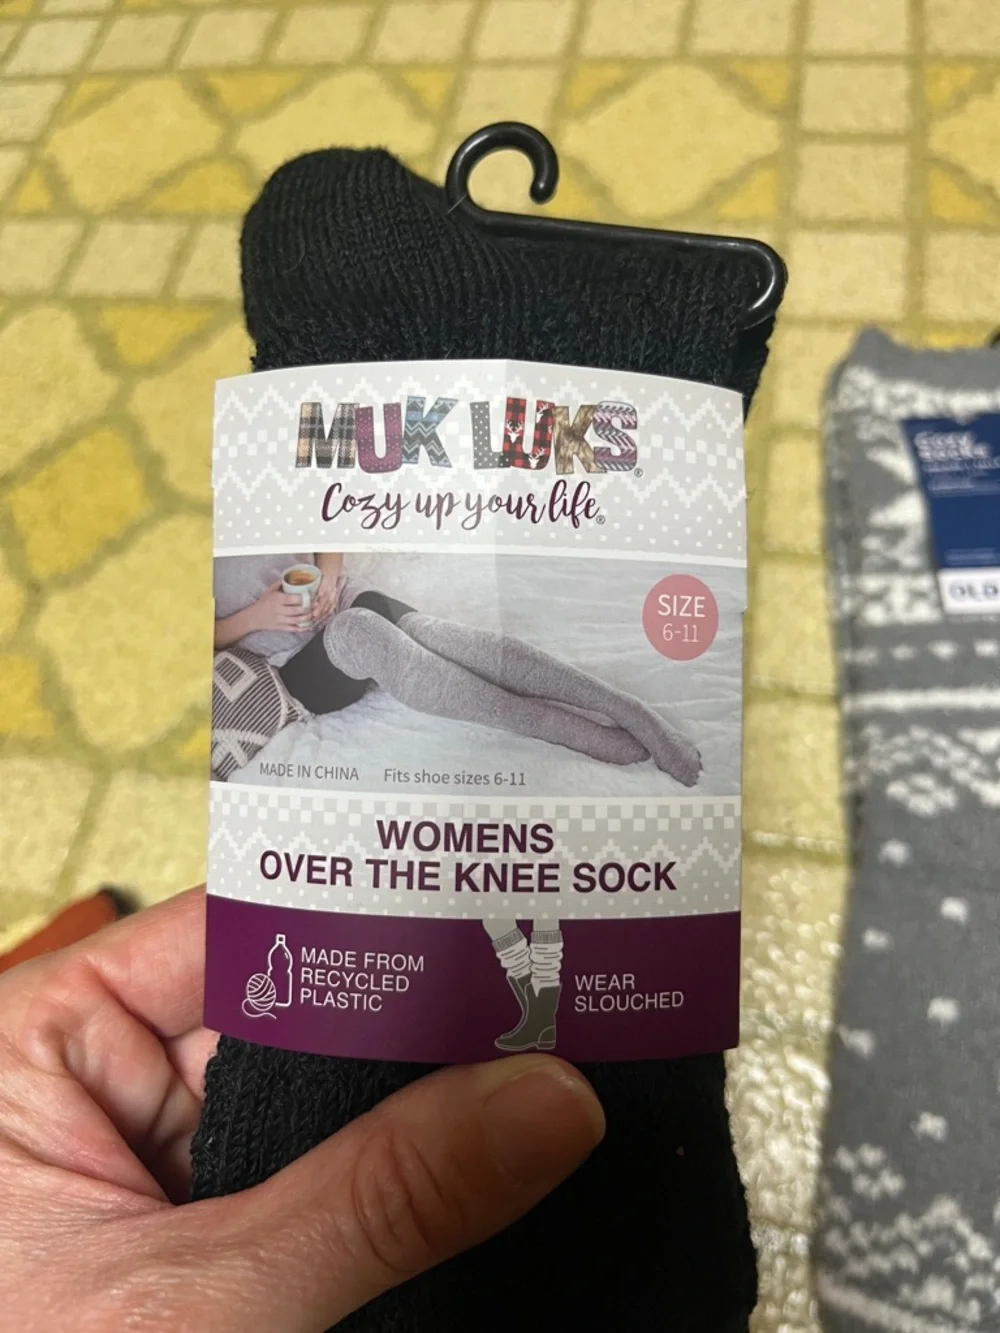 MUK LUKS®
Cozy up your life®
SIZE
6-11
MADE IN CHINA Fits shoe sizes 6-11
WOMENS
OVER THE KNEE SOCK
MADE FROM
RECYCLED
PLASTIC
WEAR
SLOUCHED
OLD